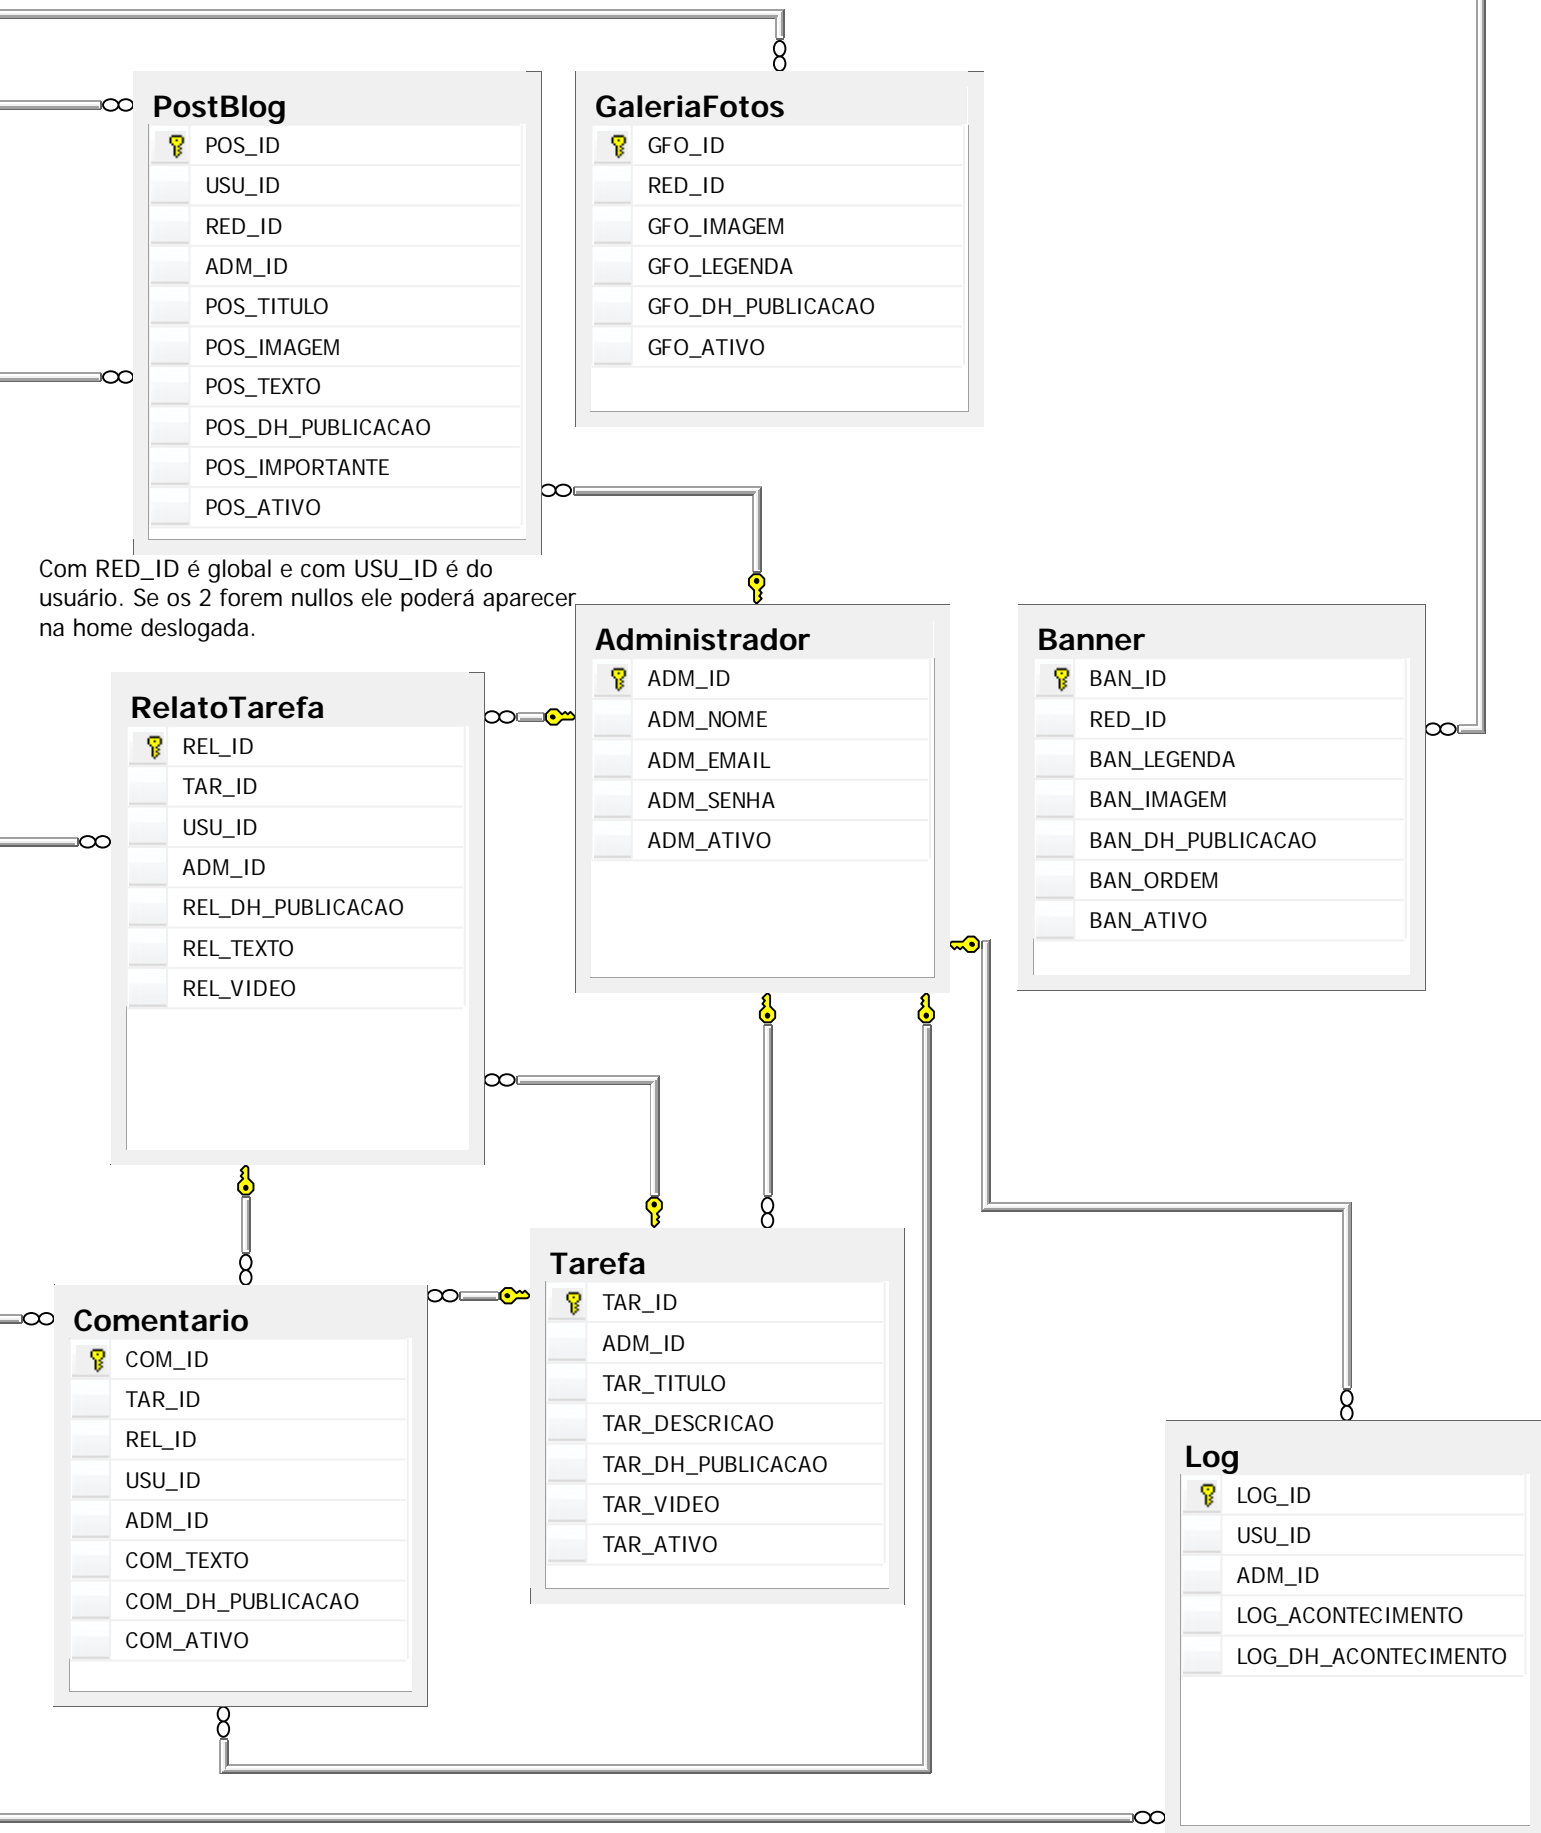 PostBlog
POS_ID
USU_ID
RED_ID
ADM_ID
POS_TITULO
POS_IMAGEM
POS_TEXTO
POS_DH_PUBLICACAO
POS_IMPORTANTE
POS_ATIVO
GaleriaFotos
GFO_ID
RED_ID
GFO_IMAGEM
GFO_LEGENDA
GFO_DH_PUBLICACAO
GFO_ATIVO
Com RED_ID é global e com USU_ID é do
usuário. Se os 2 forem nullos ele poderá aparecer
na home deslogada.
Administrador
ADM_ID
ADM_NOME
ADM_EMAIL
ADM_SENHA
ADM_ATIVO
Banner
BAN_ID
RED_ID
BAN_LEGENDA
BAN_IMAGEM
BAN_DH_PUBLICACAO
BAN_ORDEM
BAN_ATIVO
RelatoTarefa
REL_ID
TAR_ID
USU_ID
ADM_ID
REL_DH_PUBLICACAO
REL_TEXTO
REL_VIDEO
Tarefa
TAR_ID
ADM_ID
TAR_TITULO
TAR_DESCRICAO
TAR_DH_PUBLICACAO
TAR_VIDEO
TAR_ATIVO
Comentario
COM_ID
TAR_ID
REL_ID
USU_ID
ADM_ID
COM_TEXTO
COM_DH_PUBLICACAO
COM_ATIVO
Log
LOG_ID
USU_ID
ADM_ID
LOG_ACONTECIMENTO
LOG_DH_ACONTECIMENTO